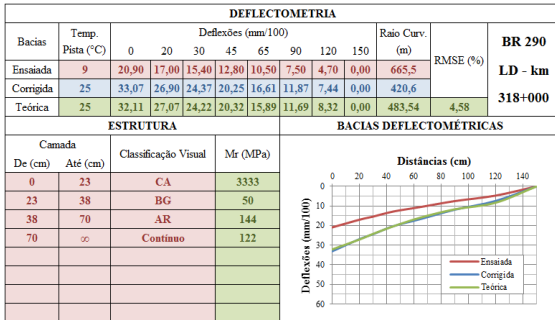 DEFLECTOMETRIA
Bacias Temp. Pista (°C) Deflexões (mm/100) Raio Curv. (m) RMSE (%) BR 290
0 20 30 45 65 90 120 150 LD - km
Ensaiada 9 20,90 17,00 15,40 12,80 10,50 7,50 4,70 0,00 665,5 318+000
Corrigida 25 33,07 26,90 24,37 20,25 16,61 11,87 7,44 0,00 420,6
Teórica 25 32,11 27,07 24,22 20,32 15,89 11,69 8,32 0,00 483,54 4,58
ESTRUTURA
Camada Classificação Visual Mr (MPa)
De (cm) Até (cm)
0 23 CA 3333
23 38 BG 50
38 70 AR 144
70 ∞ Contínuo 122
BACIAS DEFLECTOMÉTRICAS
Distâncias (cm)
0 20 40 60 80 100 120 140
Deflexões (mm/100)
0
10
20
30
40
50
60
Ensaiada
Corrigida
Teórica